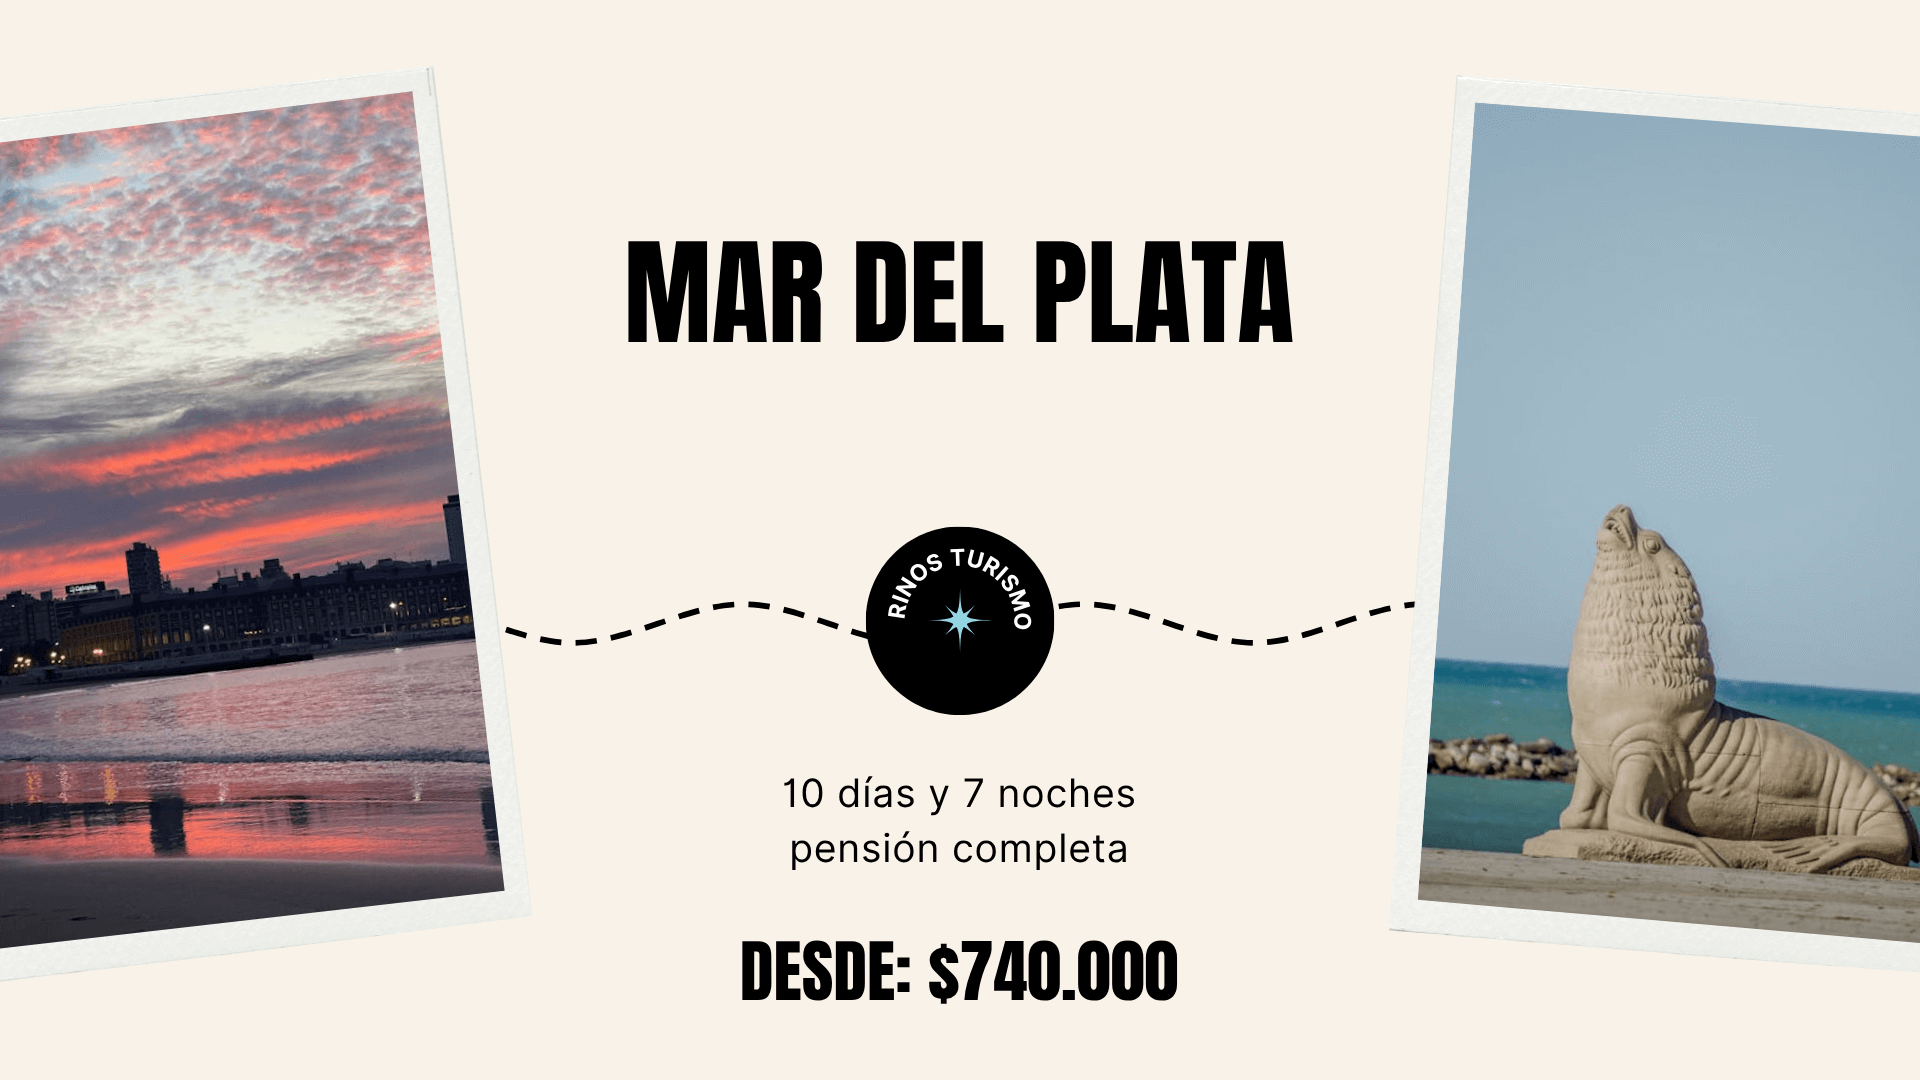 MAR DEL PLATA
RINOS TURISMO
10 días y 7 noches
pensión completa
DESDE: $740.000